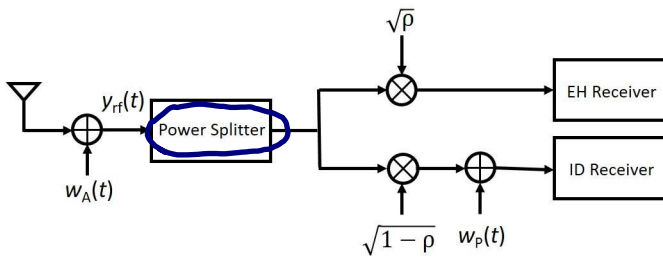 √ρ
y_rf(t)
Power Splitter
EH Receiver
w_A(t)
ID Receiver
√1 − ρ
w_P(t)